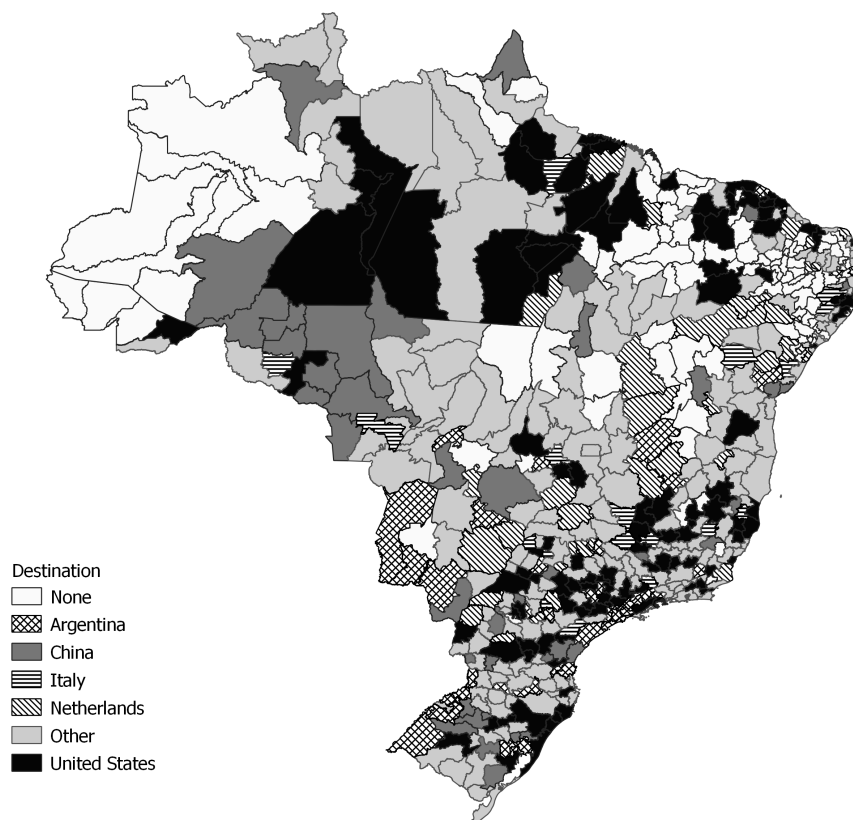 Destination
None
Argentina
China
Italy
Netherlands
Other
United States